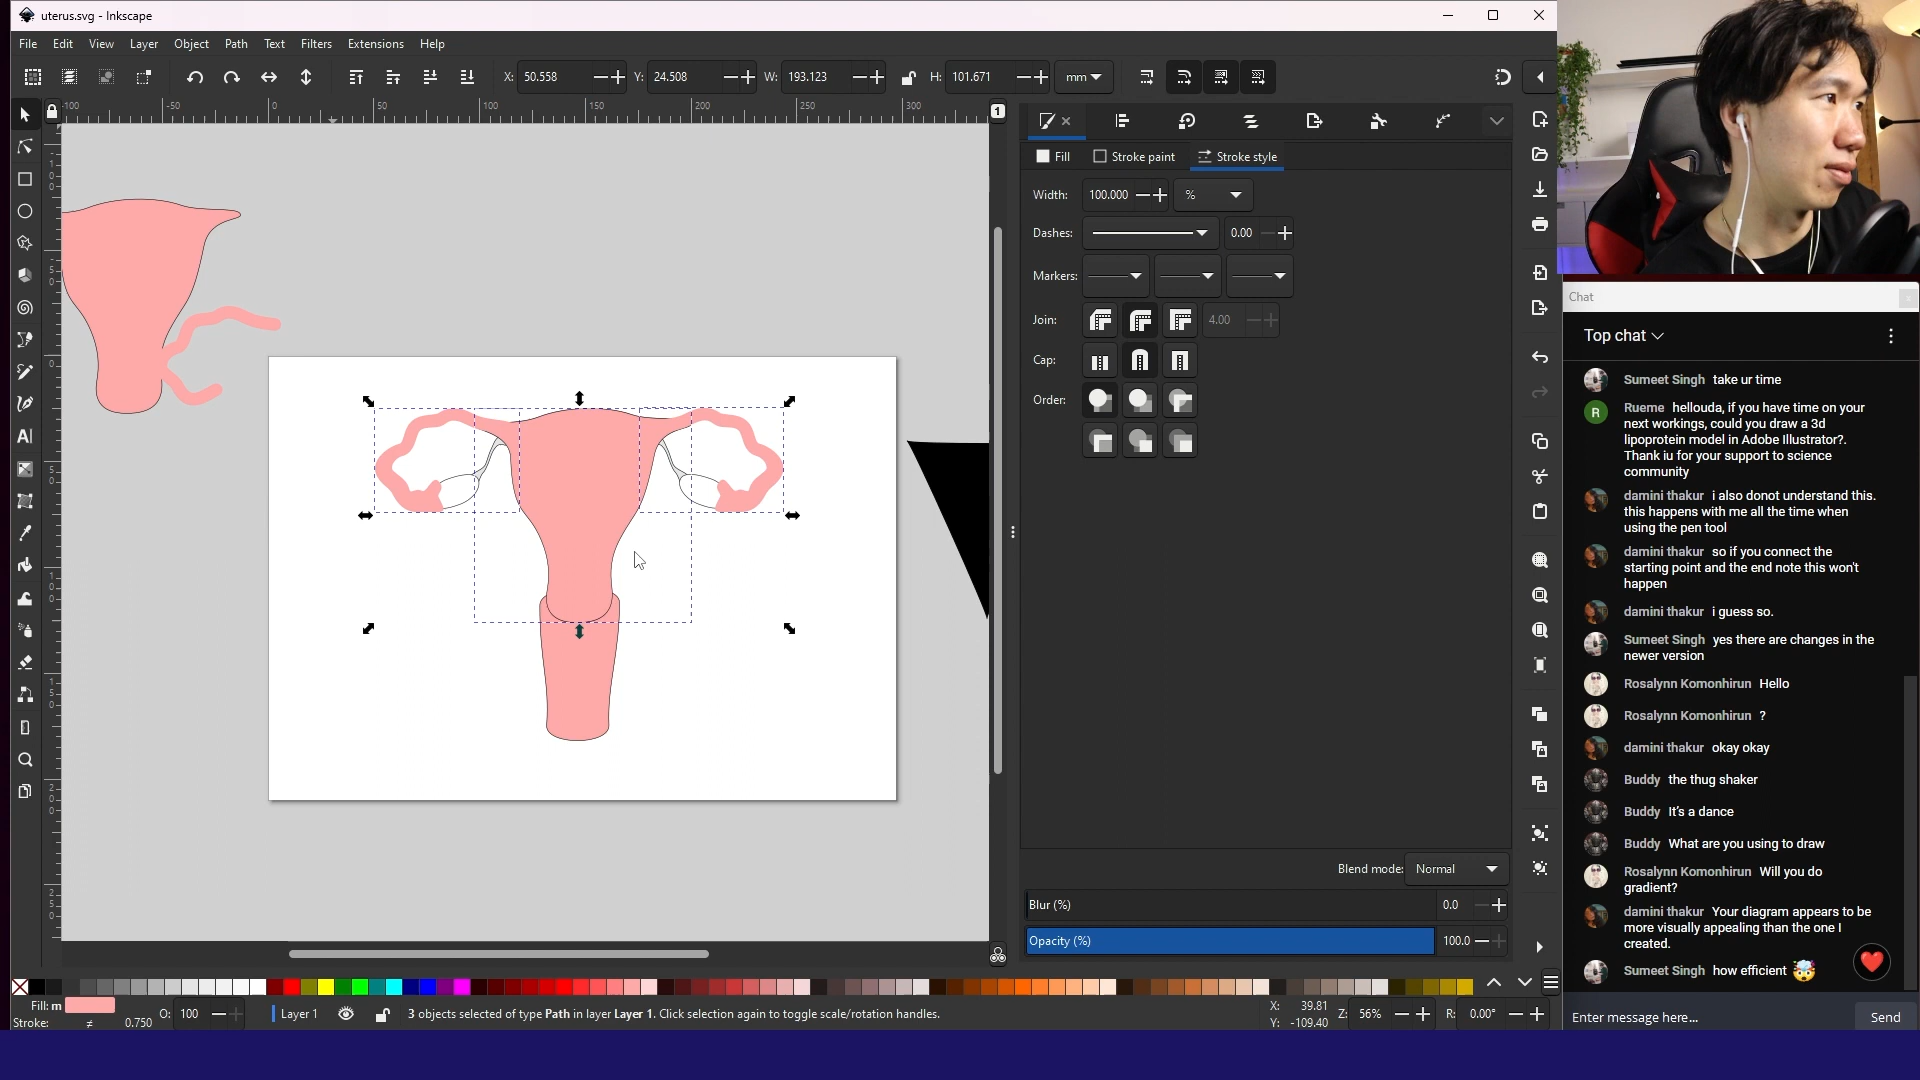 uterus.svg - Inkscape
File Edit View Layer Object Path Text Filters Extensions Help
X: 50.558 Y: 24.508 W: 193.123 H: 101.671 mm
-100 -50 0 50 100 150 200 250 300
1
Fill Stroke paint Stroke style
Width: 100.000 %
Dashes: 0.00
Markers:
Join: 4.00
Cap:
Order:
Blend mode: Normal
Blur (%) 0.0
Opacity (%) 100.0
Fill: m
Stroke: ≠ 0.750
O: 100
Layer 1
3 objects selected of type Path in layer Layer 1. Click selection again to toggle scale/rotation handles.
X: 39.81
Y: -109.40
Z: 56%
R: 0.00°
Chat
Top chat
Sumeet Singh take ur time
R
Rueme hellouda, if you have time on your
next workings, could you draw a 3d
lipoprotein model in Adobe Illustrator?.
Thank iu for your support to science
community
damini thakur i also donot understand this.
this happens with me all the time when
using the pen tool
damini thakur so if you connect the
starting point and the end note this won't
happen
damini thakur i guess so.
Sumeet Singh yes there are changes in the
newer version
Rosalynn Komonhirun Hello
Rosalynn Komonhirun ?
damini thakur okay okay
Buddy the thug shaker
Buddy It's a dance
Buddy What are you using to draw
Rosalynn Komonhirun Will you do
gradient?
damini thakur Your diagram appears to be
more visually appealing than the one I
created.
Sumeet Singh how efficient 🤯
Enter message here...
Send